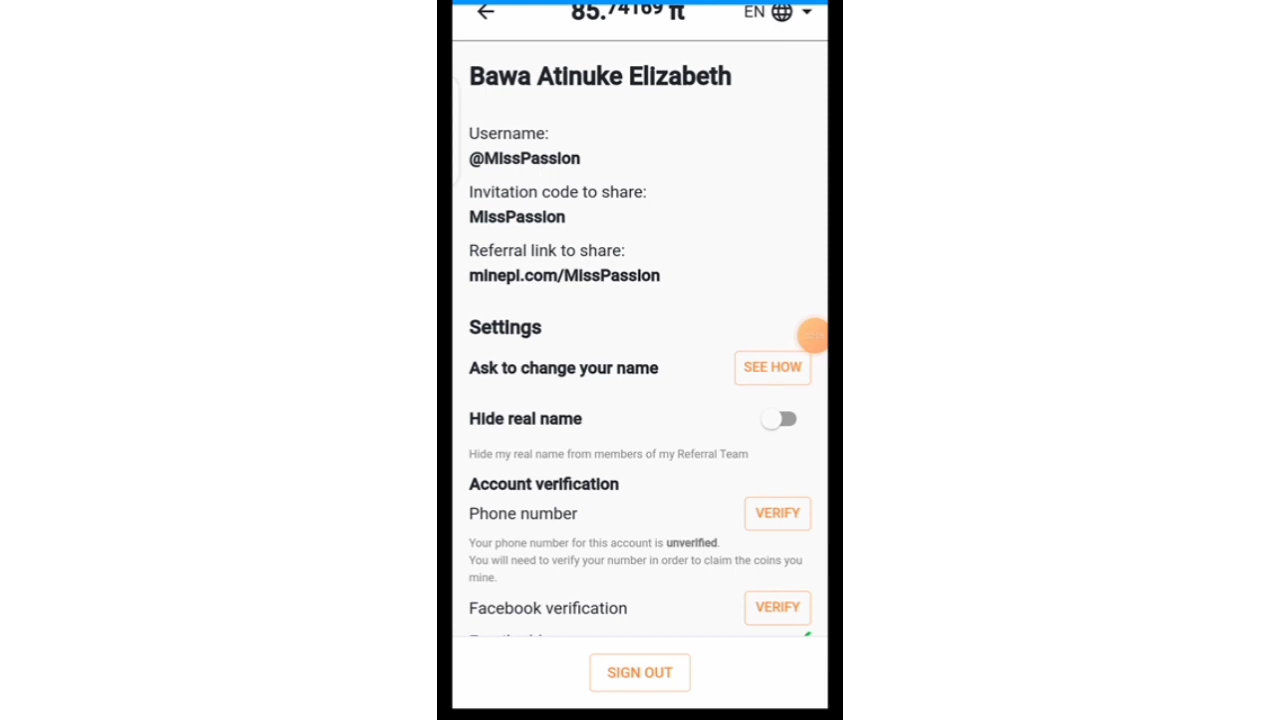 85.74169 π
EN
Bawa Atinuke Elizabeth
Username:
@MissPassion
Invitation code to share:
MissPassion
Referral link to share:
minepi.com/MissPassion
Settings
Ask to change your name
SEE HOW
Hide real name
Hide my real name from members of my Referral Team
Account verification
Phone number
VERIFY
Your phone number for this account is unverified.
You will need to verify your number in order to claim the coins you
mine.
Facebook verification
VERIFY
SIGN OUT